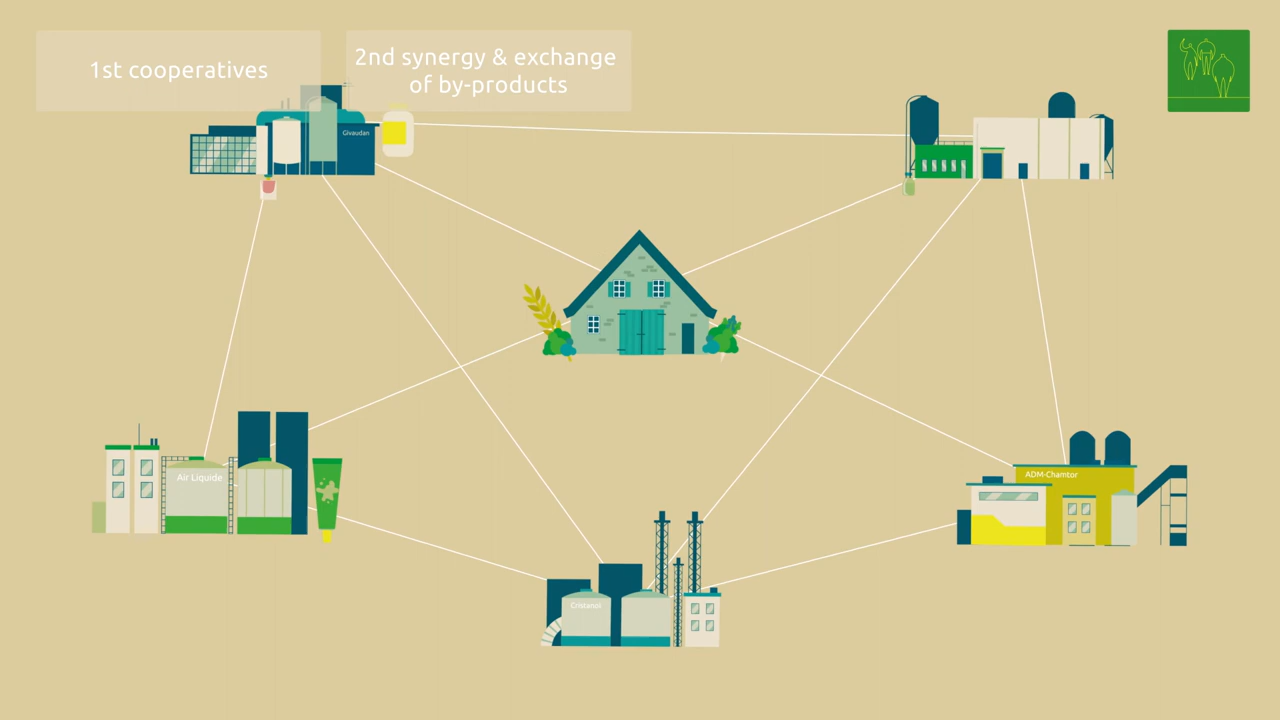 1st cooperatives
2nd synergy & exchange
of by-products
Givaudan
Air Liquide
ADM-Chamtor
Cristanol